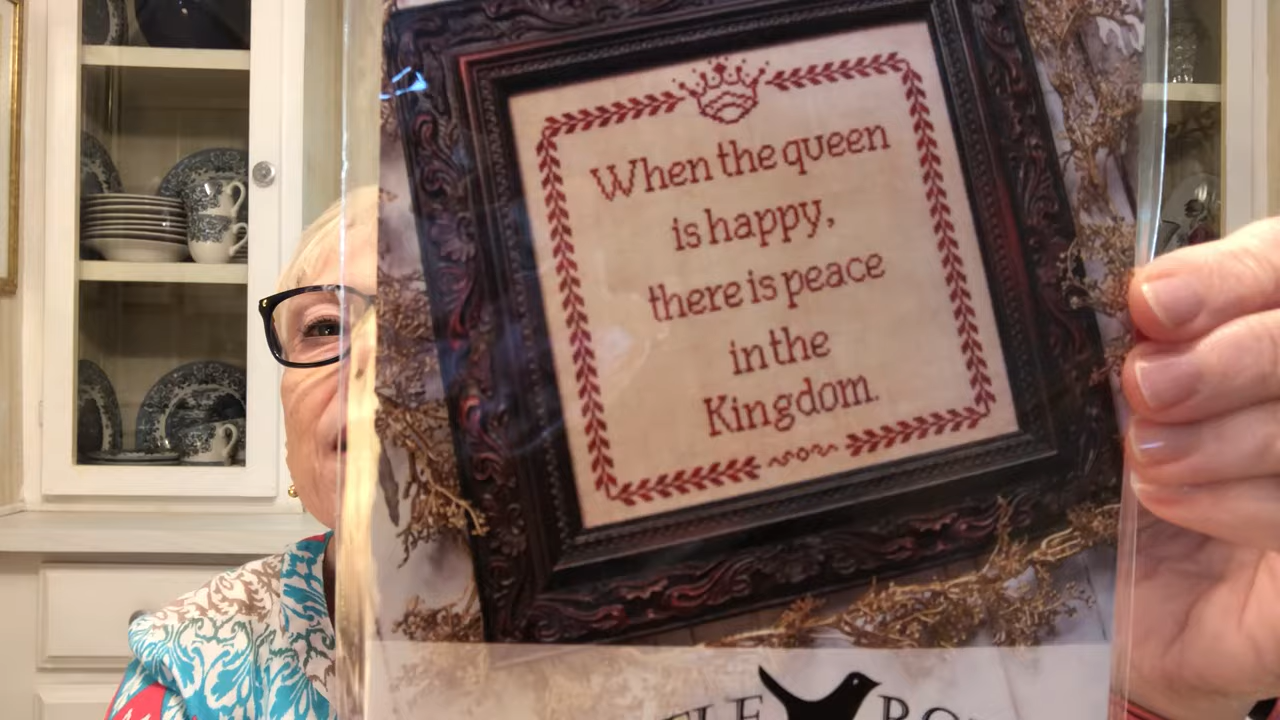 When the queen
is happy,
there is peace
in the
Kingdom.